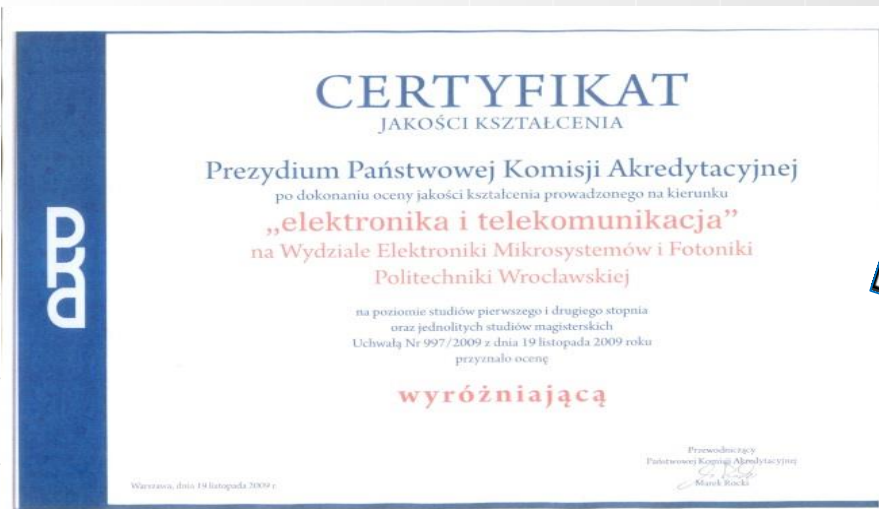 pka
CERTYFIKAT
JAKOŚCI KSZTAŁCENIA
Prezydium Państwowej Komisji Akredytacyjnej
po dokonaniu oceny jakości kształcenia prowadzonego na kierunku
„elektronika i telekomunikacja”
na Wydziale Elektroniki Mikrosystemów i Fotoniki
Politechniki Wrocławskiej
na poziomie studiów pierwszego i drugiego stopnia
oraz jednolitych studiów magisterskich
Uchwałą Nr 997/2009 z dnia 19 listopada 2009 roku
przyznało ocenę
wyróżniającą
Przewodniczący
Państwowej Komisji Akredytacyjnej
Marek Rocki
Warszawa, dnia 19 listopada 2009 r.